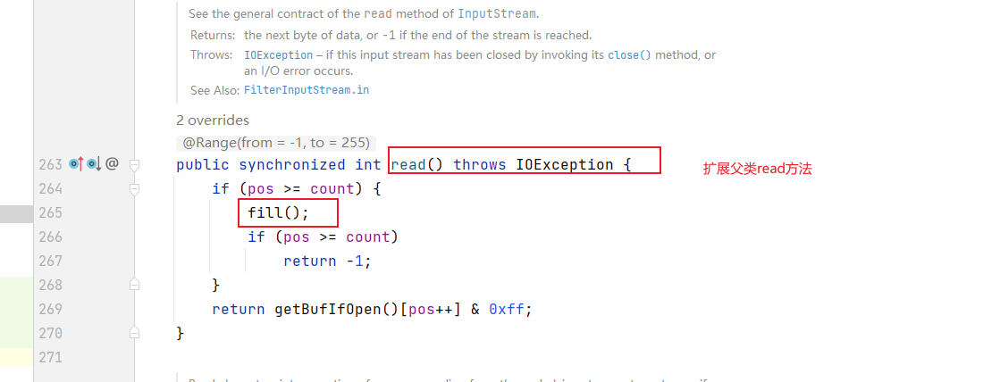 See the general contract of the read method of InputStream.
Returns: the next byte of data, or -1 if the end of the stream is reached.
Throws: IOException – if this input stream has been closed by invoking its close() method, or
an I/O error occurs.
See Also: FilterInputStream.in
2 overrides
@Range(from = -1, to = 255)
263 @ public synchronized int read() throws IOException { 扩展父类read方法
264 if (pos >= count) {
265 fill();
266 if (pos >= count)
267 return -1;
268 }
269 return getBufIfOpen()[pos++] & 0xff;
270 }
271